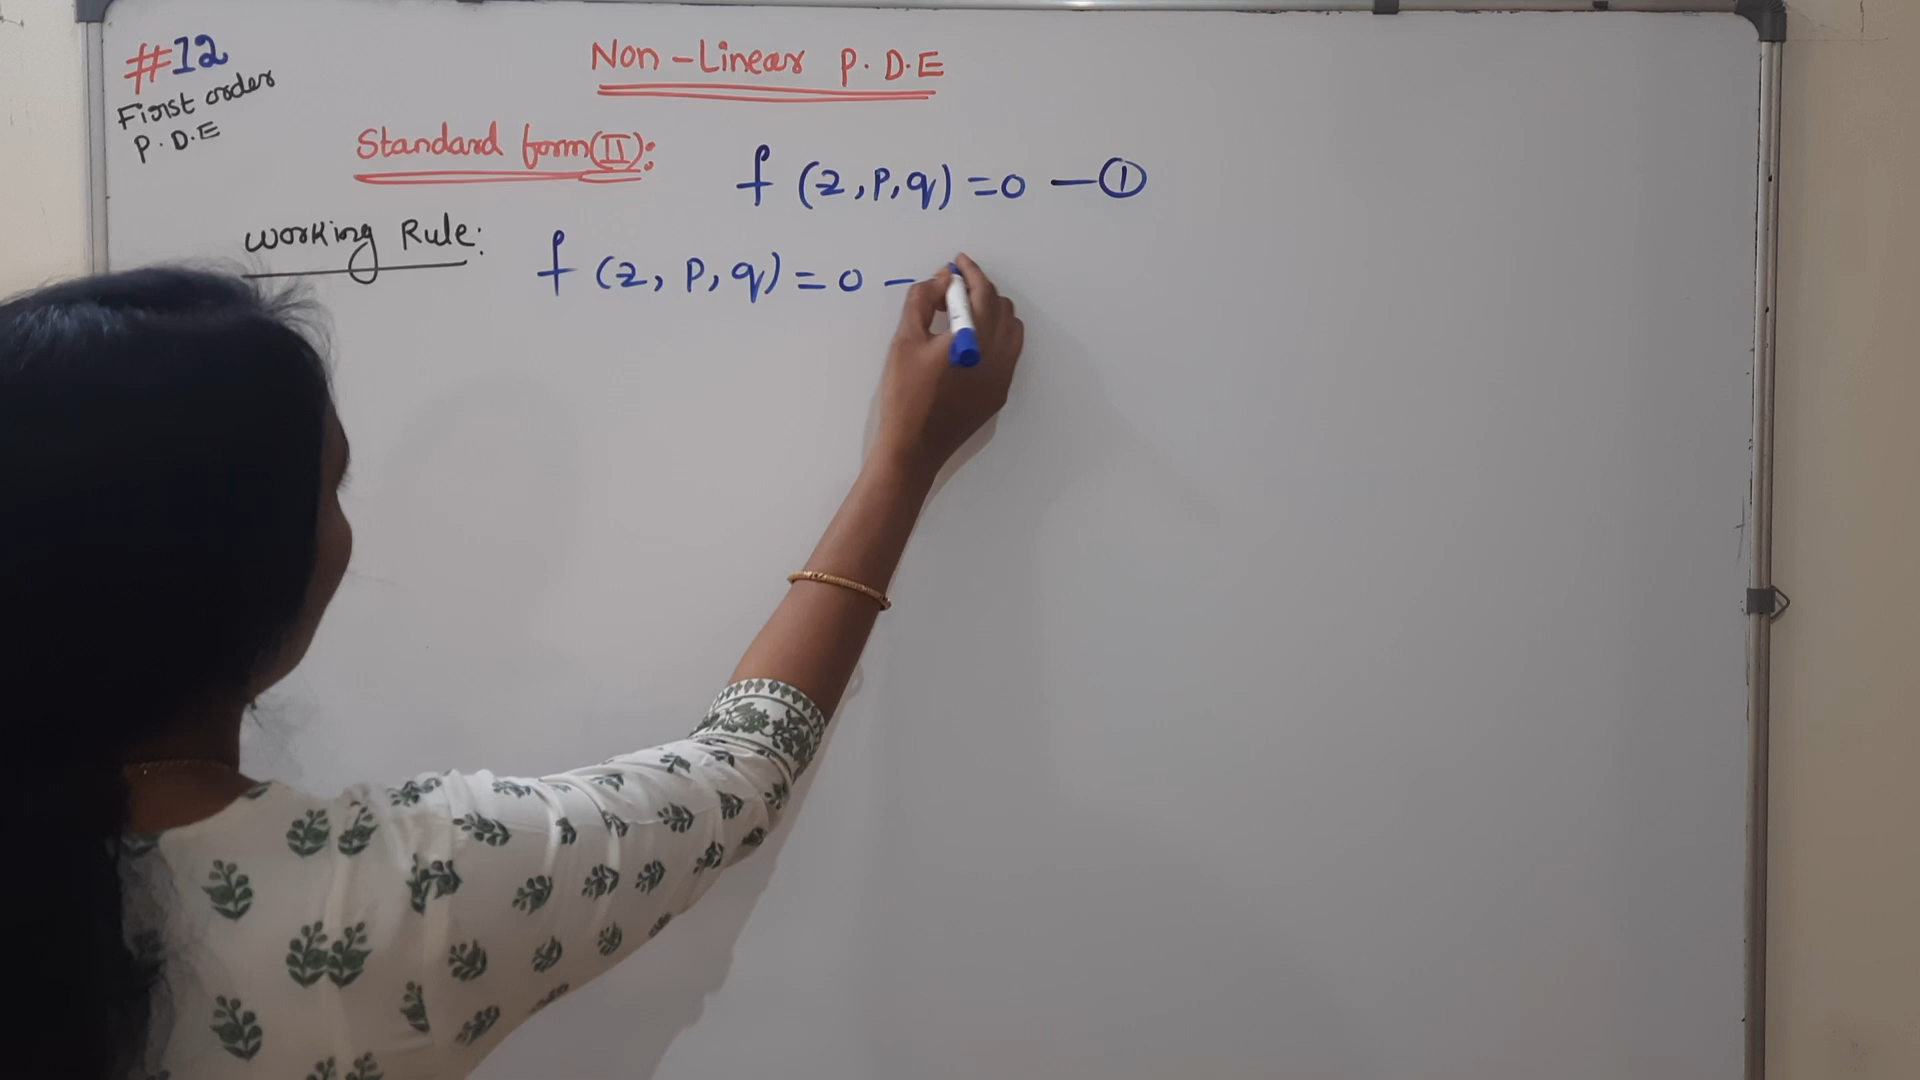 #12
First order
P.D.E
Non-Linear P.D.E
Standard form(II):
f (z,p,q) =0 —①
Working Rule:
f (z, p, q) = 0 —